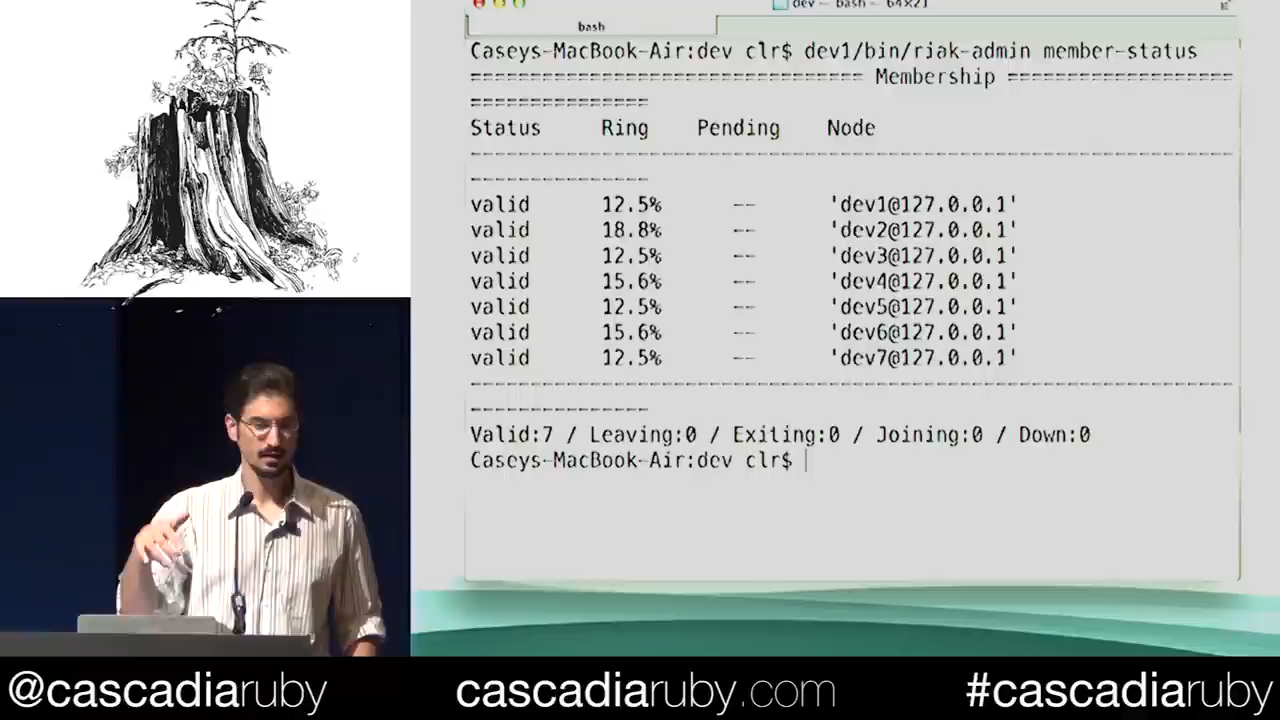 dev — bash — 64×21
bash
Caseys-MacBook-Air:dev clr$ dev1/bin/riak-admin member-status
================================= Membership ===================
===============
Status Ring Pending Node
----------------------------------------------------------------
---------------
valid 12.5% -- 'dev1@127.0.0.1'
valid 18.8% -- 'dev2@127.0.0.1'
valid 12.5% -- 'dev3@127.0.0.1'
valid 15.6% -- 'dev4@127.0.0.1'
valid 12.5% -- 'dev5@127.0.0.1'
valid 15.6% -- 'dev6@127.0.0.1'
valid 12.5% -- 'dev7@127.0.0.1'
----------------------------------------------------------------
---------------
Valid:7 / Leaving:0 / Exiting:0 / Joining:0 / Down:0
Caseys-MacBook-Air:dev clr$
@cascadiaruby cascadiaruby.com #cascadiaruby